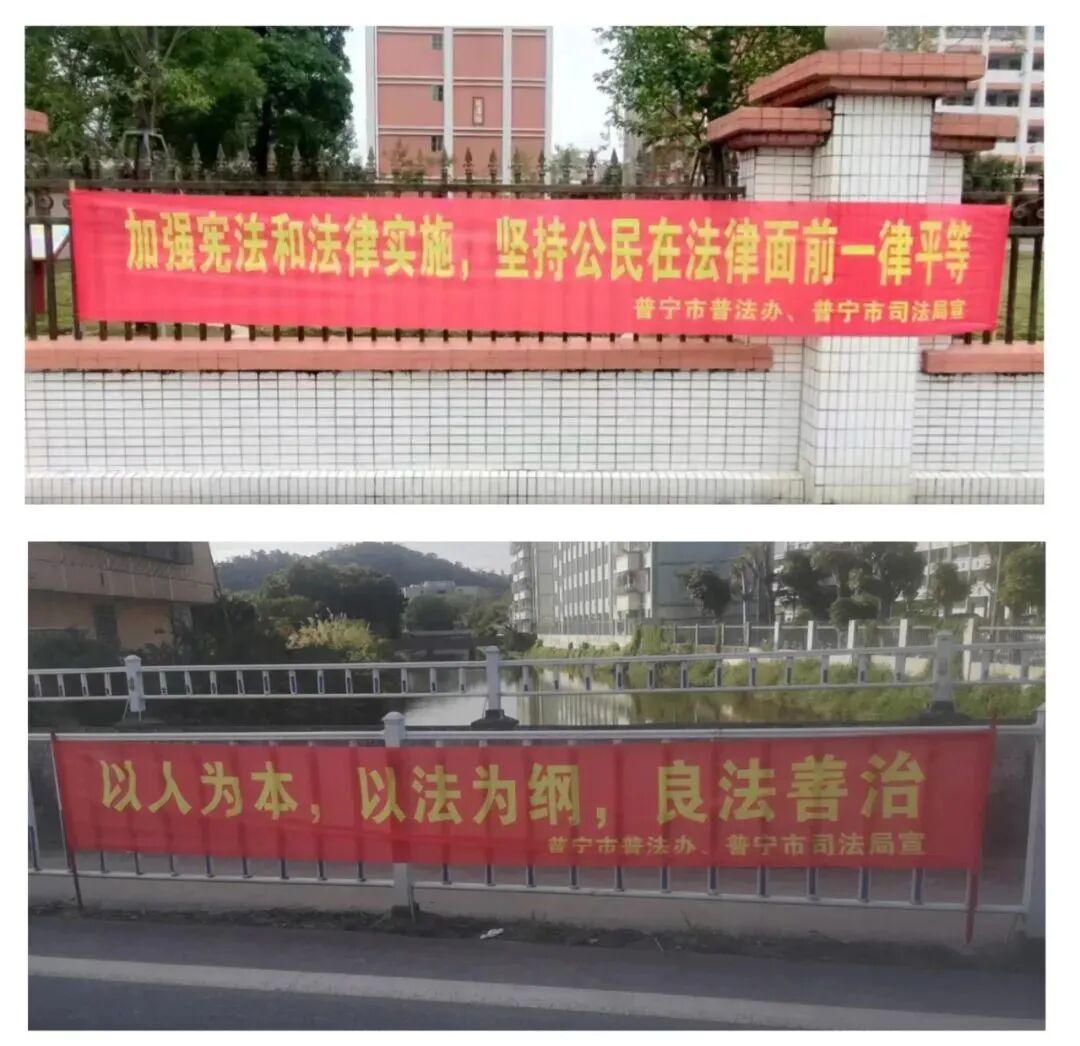 加强宪法和法律实施，坚持公民在法律面前一律平等
普宁市普法办、普宁市司法局宣
以人为本，以法为纲，良法善治
普宁市普法办、普宁市司法局宣